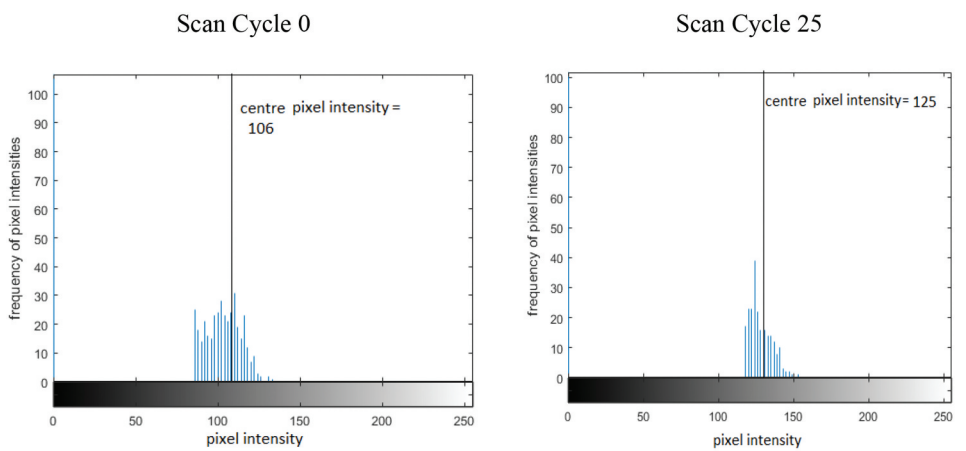 Scan Cycle 0
centre pixel intensity =
106
frequency of pixel intensities
100
90
80
70
60
50
40
30
20
10
0
0 50 100 150 200 250
pixel intensity
Scan Cycle 25
centre pixel intensity= 125
frequency of pixel intensities
100
90
80
70
60
50
40
30
20
10
0
0 50 100 150 200 250
pixel intensity